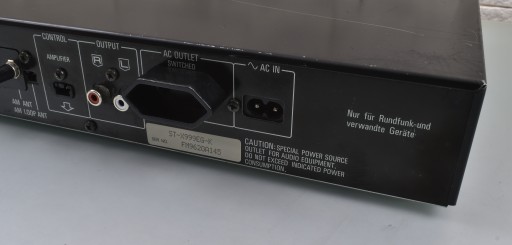 CONTROL
OUTPUT
AMPLIFIER
R
L
AC OUTLET
SWITCHED
AC IN
AM ANT
AM LOOP ANT
Nur für Rundfunk-und
verwandte Geräte
CAUTION: SPECIAL POWER SOURCE
OUTLET FOR AUDIO EQUIPMENT,
DO NOT EXCEED INDICATED POWER
CONSUMPTION.